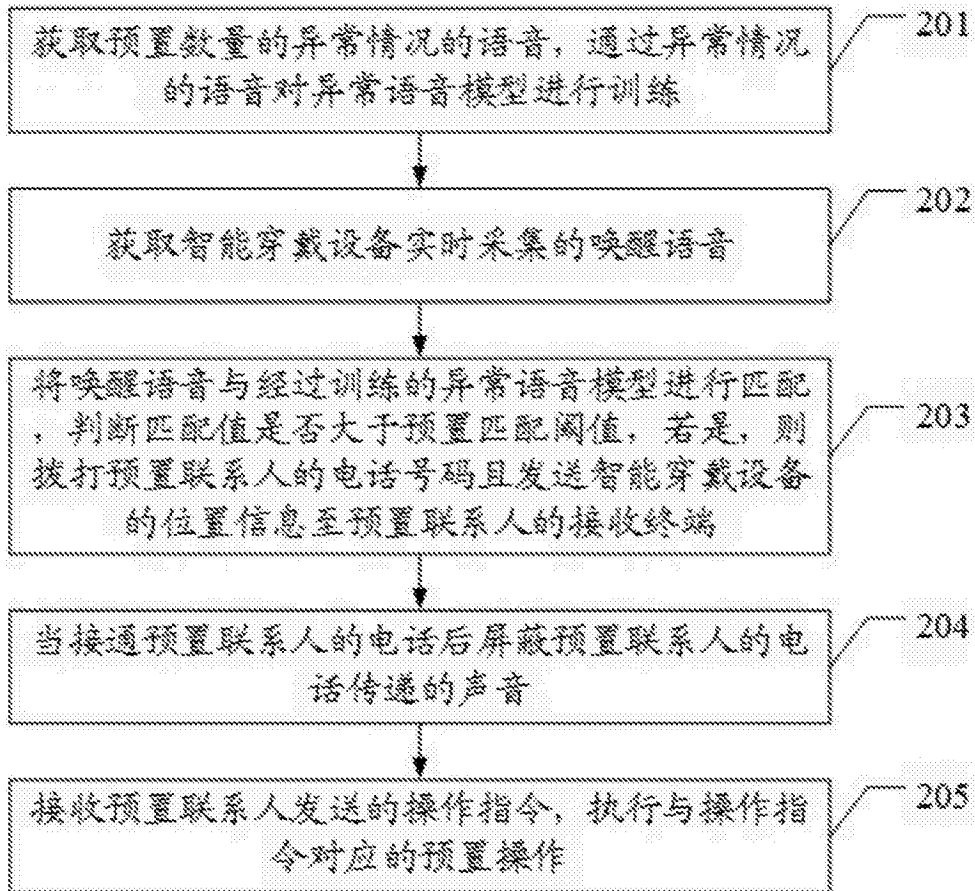 获取预置数量的异常情况的语音，通过异常情况
的语音对异常语音模型进行训练
201
获取智能穿戴设备实时采集的唤醒语音
202
将唤醒语音与经过训练的异常语音模型进行匹配
，判断匹配值是否大于预置匹配阈值，若是，则
拨打预置联系人的电话号码且发送智能穿戴设备
的位置信息至预置联系人的接收终端
203
当接通预置联系人的电话后屏蔽预置联系人的电
话传递的声音
204
接收预置联系人发送的操作指令，执行与操作指
令对应的预置操作
205